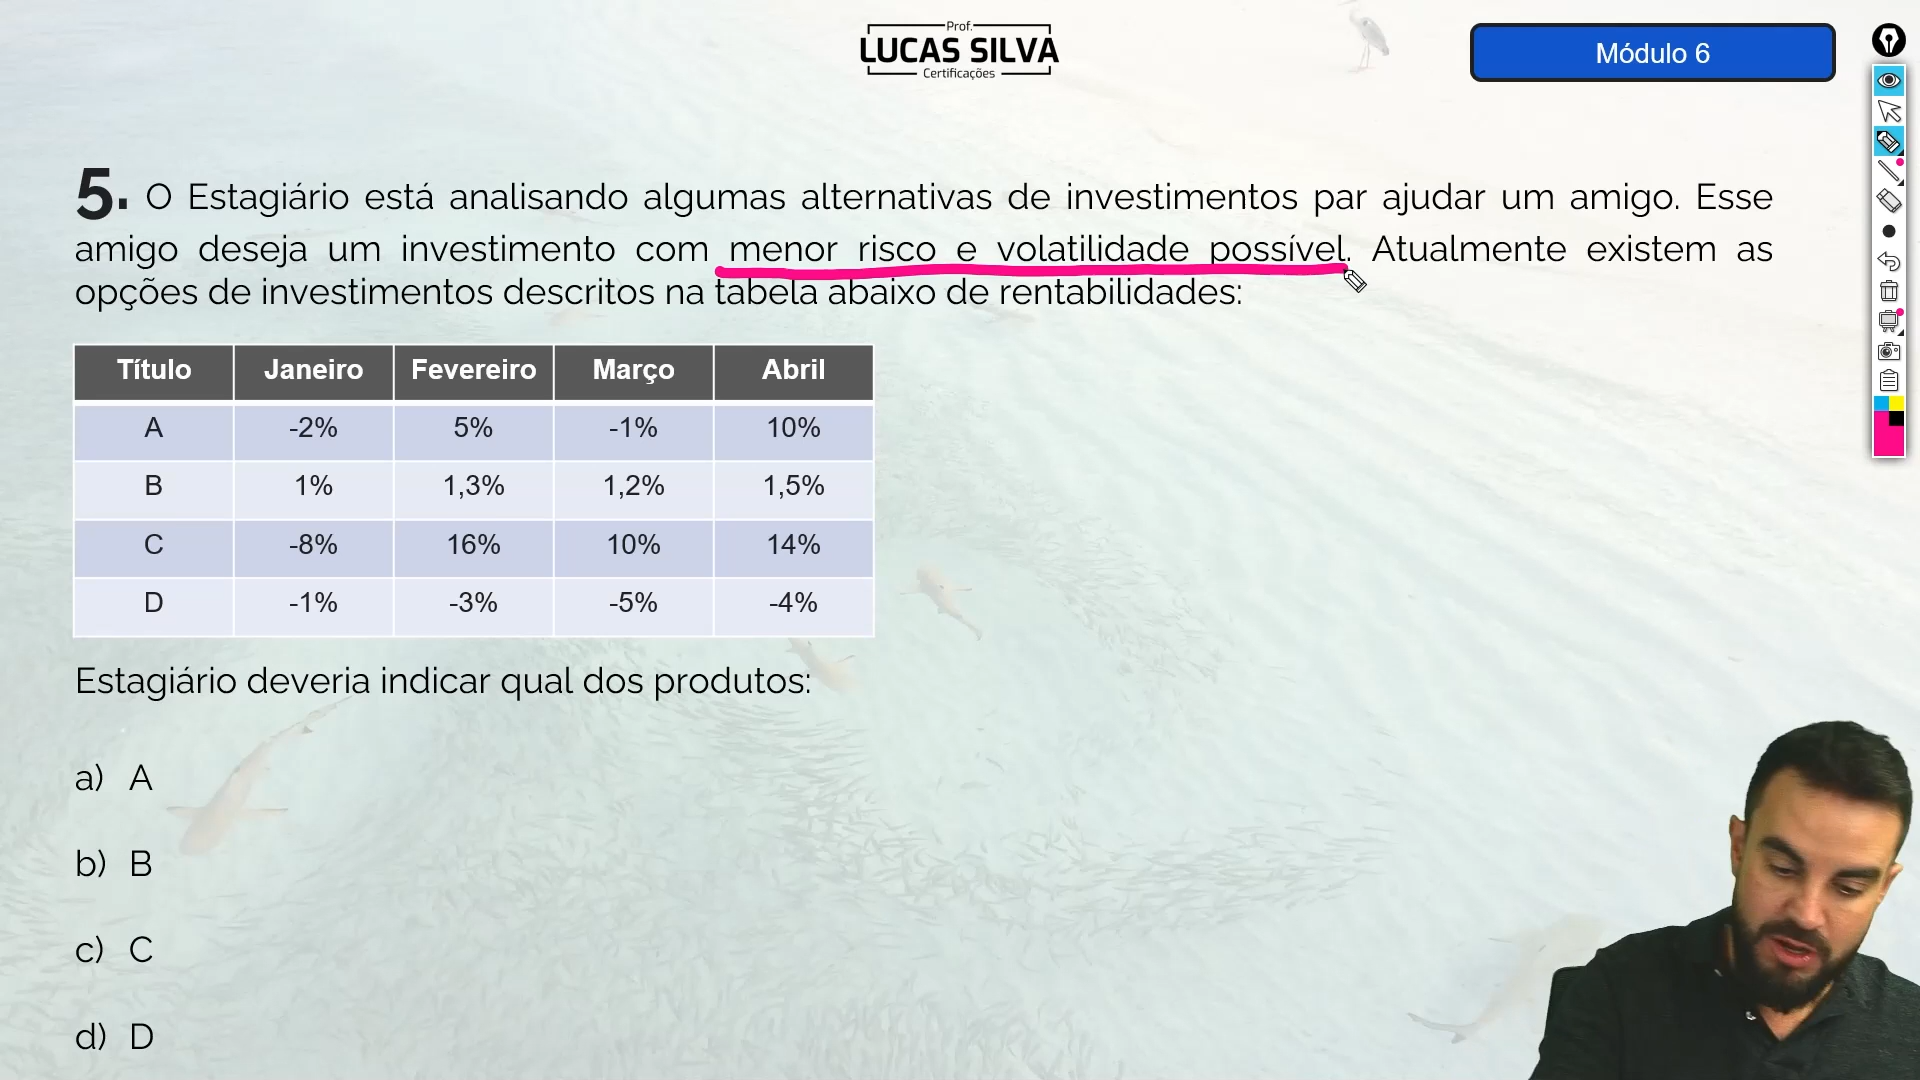 Prof.
LUCAS SILVA
Certificações
Módulo 6
5. O Estagiário está analisando algumas alternativas de investimentos par ajudar um amigo. Esse
amigo deseja um investimento com menor risco e volatilidade possível. Atualmente existem as
opções de investimentos descritos na tabela abaixo de rentabilidades:
Título Janeiro Fevereiro Março Abril
A -2% 5% -1% 10%
B 1% 1,3% 1,2% 1,5%
C -8% 16% 10% 14%
D -1% -3% -5% -4%
Estagiário deveria indicar qual dos produtos:
a) A
b) B
c) C
d) D